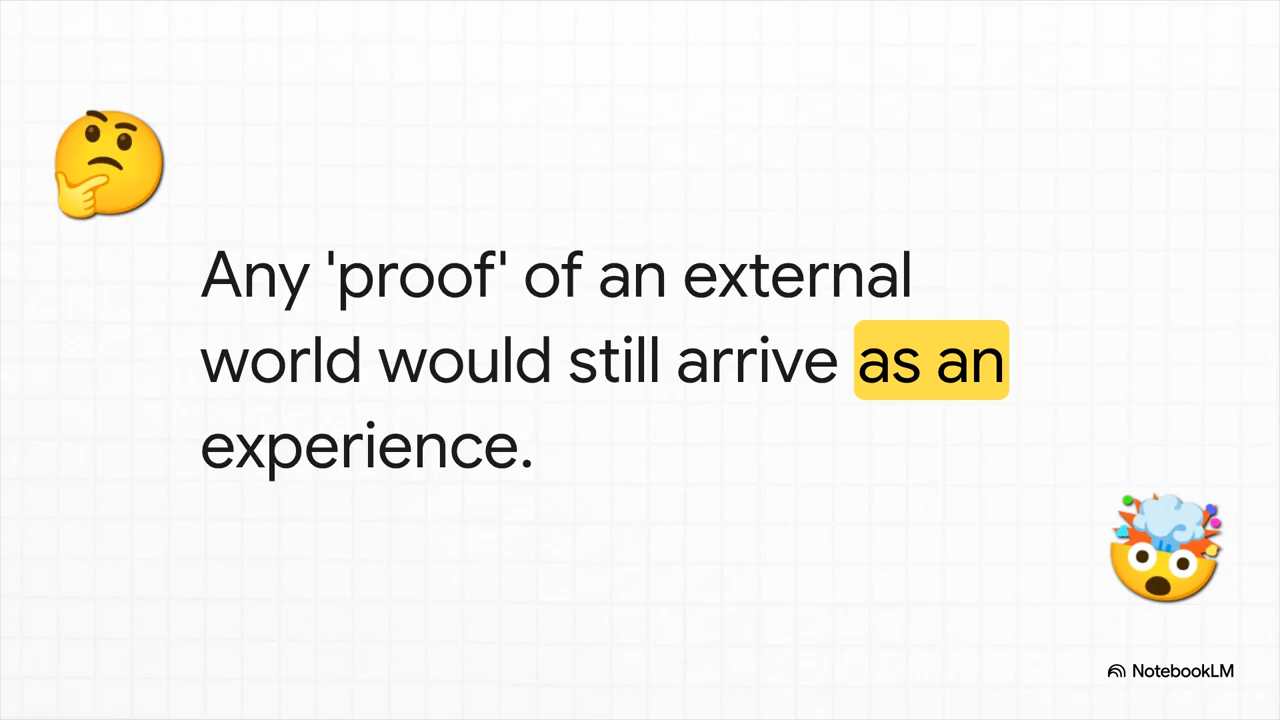 Any 'proof' of an external
world would still arrive as an
experience.
NotebookLM